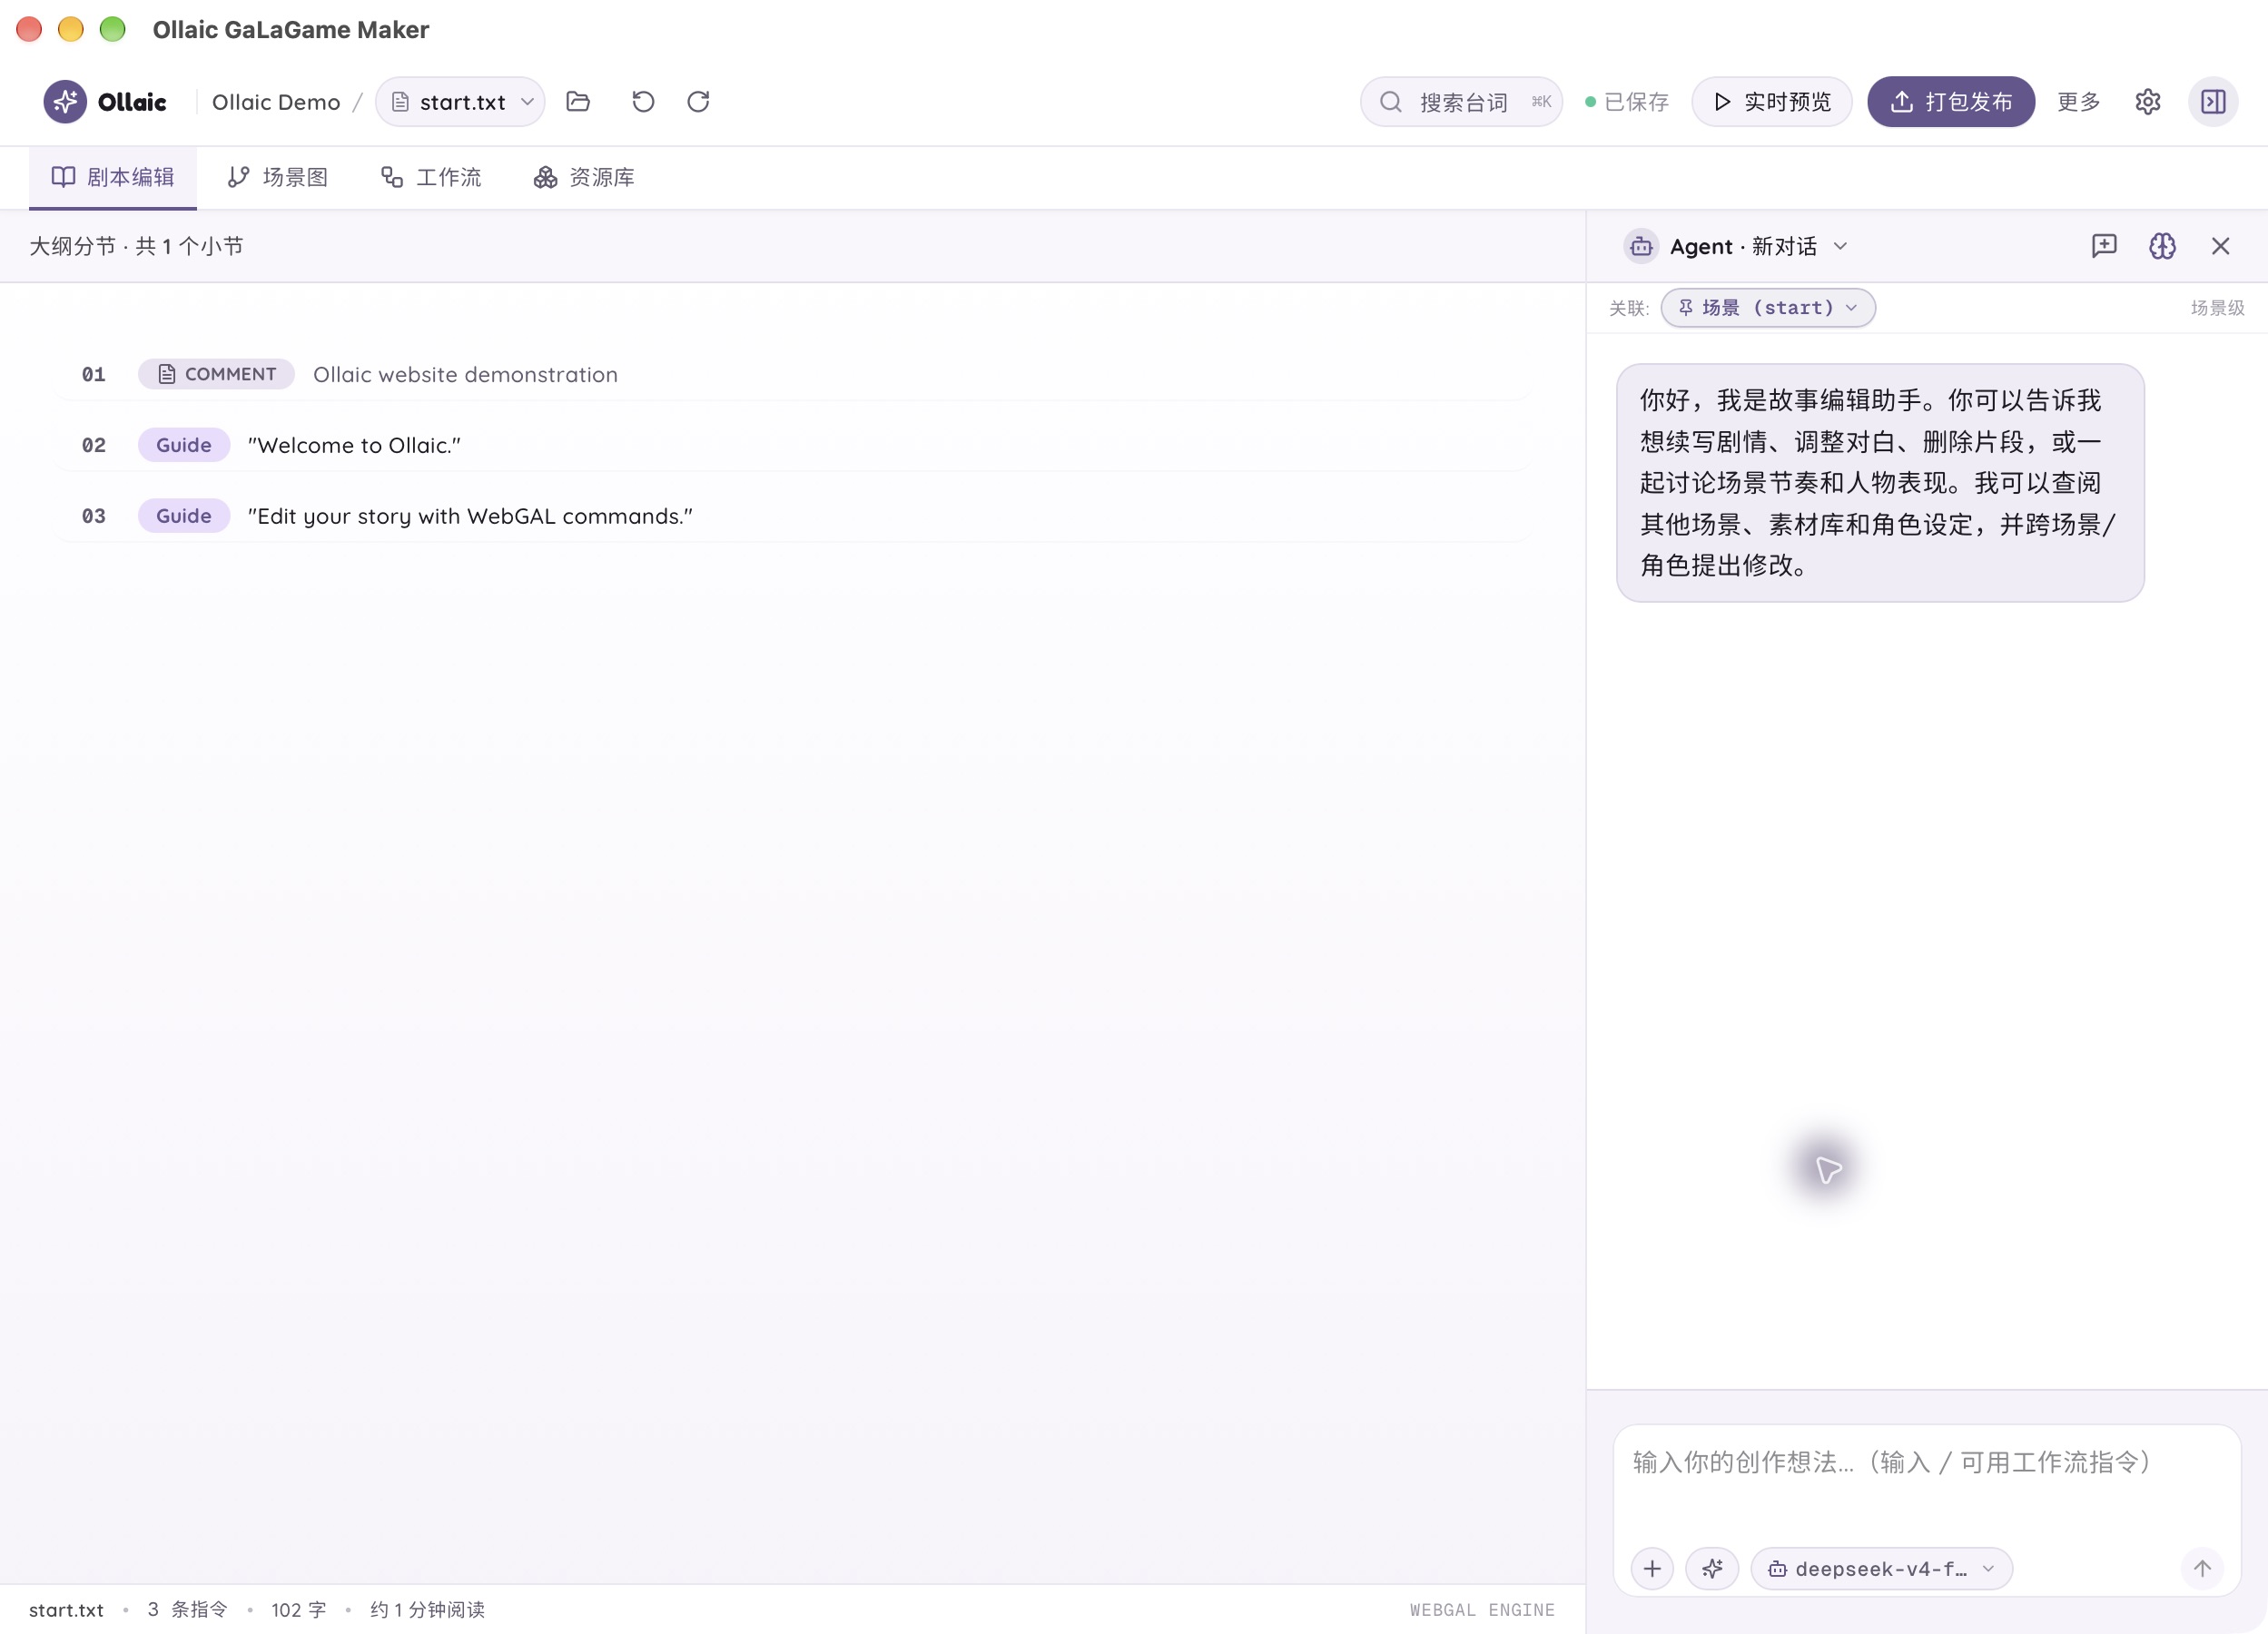 Ollaic GaLaGame Maker
Ollaic
Ollaic Demo / start.txt
搜索台词 ⌘K
已保存
实时预览
打包发布
更多
剧本编辑
场景图
工作流
资源库
大纲分节 · 共 1 个小节
01 COMMENT Ollaic website demonstration
02 Guide "Welcome to Ollaic."
03 Guide "Edit your story with WebGAL commands."
start.txt • 3 条指令 • 102 字 • 约 1 分钟阅读
WEBGAL ENGINE
Agent · 新对话
关联: 场景 (start)
场景级
你好，我是故事编辑助手。你可以告诉我
想续写剧情、调整对白、删除片段，或一
起讨论场景节奏和人物表现。我可以查阅
其他场景、素材库和角色设定，并跨场景/
角色提出修改。
输入你的创作想法...（输入 / 可用工作流指令）
deepseek-v4-f…